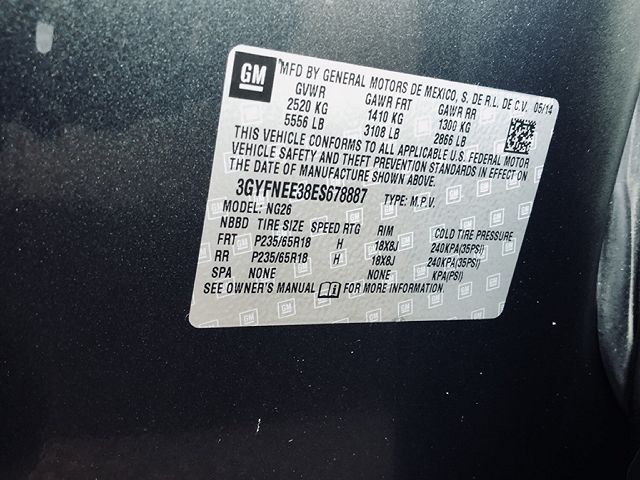 GM
MFD BY GENERAL MOTORS DE MEXICO, S. DE R.L. DE C.V. 05/14
GVWR GAWR FRT GAWR RR
2520 KG 1410 KG 1300 KG
5556 LB 3108 LB 2866 LB
THIS VEHICLE CONFORMS TO ALL APPLICABLE U.S. FEDERAL MOTOR
VEHICLE SAFETY AND THEFT PREVENTION STANDARDS IN EFFECT ON
THE DATE OF MANUFACTURE SHOWN ABOVE.
3GYFNEE38ES678887 TYPE: M.P.V.
MODEL: NG26
NBBD TIRE SIZE SPEED RTG RIM COLD TIRE PRESSURE
FRT P235/65R18 H 18X8J 240KPA(35PSI)
RR P235/65R18 H 18X8J 240KPA(35PSI)
SPA NONE NONE KPA(PSI)
SEE OWNER'S MANUAL FOR MORE INFORMATION.